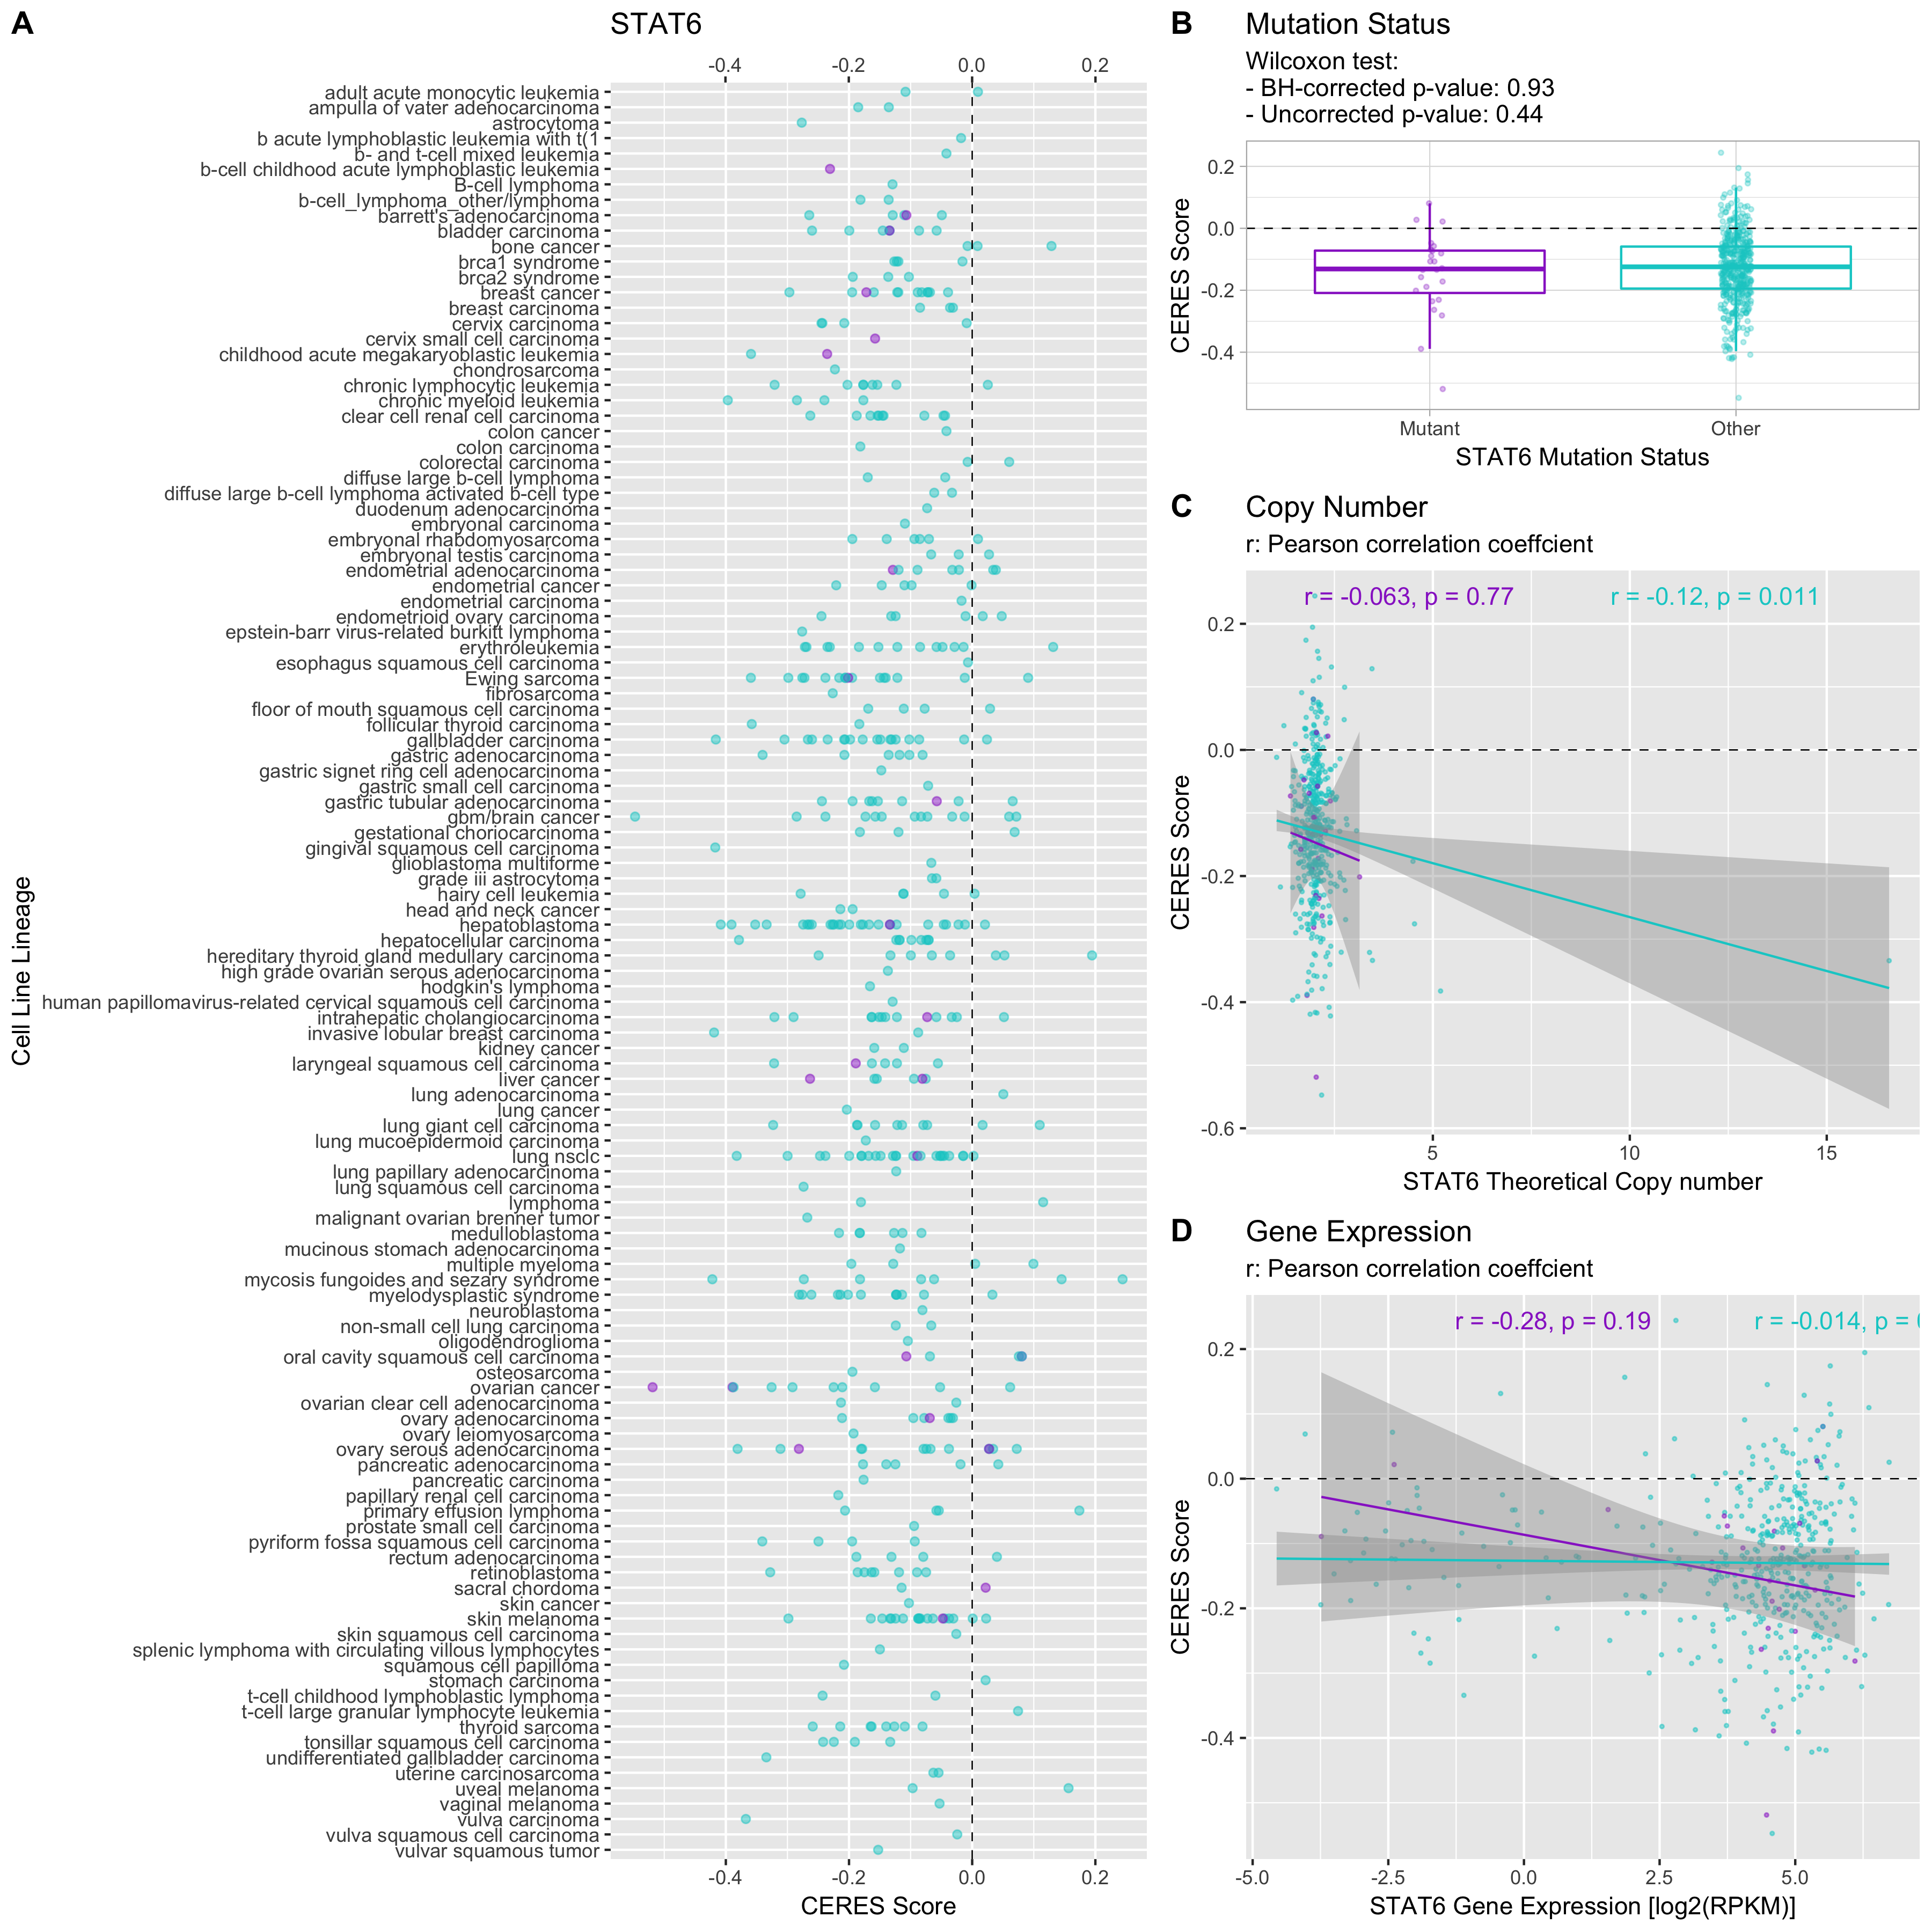 A
STAT6
-0.4 -0.2 0.0 0.2
Cell Line Lineage
adult acute monocytic leukemia
ampulla of vater adenocarcinoma
astrocytoma
b acute lymphoblastic leukemia with t(1
b- and t-cell mixed leukemia
b-cell childhood acute lymphoblastic leukemia
B-cell lymphoma
b-cell_lymphoma_other/lymphoma
barrett's adenocarcinoma
bladder carcinoma
bone cancer
brca1 syndrome
brca2 syndrome
breast cancer
breast carcinoma
cervix carcinoma
cervix small cell carcinoma
childhood acute megakaryoblastic leukemia
chondrosarcoma
chronic lymphocytic leukemia
chronic myeloid leukemia
clear cell renal cell carcinoma
colon cancer
colon carcinoma
colorectal carcinoma
diffuse large b-cell lymphoma
diffuse large b-cell lymphoma activated b-cell type
duodenum adenocarcinoma
embryonal carcinoma
embryonal rhabdomyosarcoma
embryonal testis carcinoma
endometrial adenocarcinoma
endometrial cancer
endometrial carcinoma
endometrioid ovary carcinoma
epstein-barr virus-related burkitt lymphoma
erythroleukemia
esophagus squamous cell carcinoma
Ewing sarcoma
fibrosarcoma
floor of mouth squamous cell carcinoma
follicular thyroid carcinoma
gallbladder carcinoma
gastric adenocarcinoma
gastric signet ring cell adenocarcinoma
gastric small cell carcinoma
gastric tubular adenocarcinoma
gbm/brain cancer
gestational choriocarcinoma
gingival squamous cell carcinoma
glioblastoma multiforme
grade iii astrocytoma
hairy cell leukemia
head and neck cancer
hepatoblastoma
hepatocellular carcinoma
hereditary thyroid gland medullary carcinoma
high grade ovarian serous adenocarcinoma
hodgkin's lymphoma
human papillomavirus-related cervical squamous cell carcinoma
intrahepatic cholangiocarcinoma
invasive lobular breast carcinoma
kidney cancer
laryngeal squamous cell carcinoma
liver cancer
lung adenocarcinoma
lung cancer
lung giant cell carcinoma
lung mucoepidermoid carcinoma
lung nsclc
lung papillary adenocarcinoma
lung squamous cell carcinoma
lymphoma
malignant ovarian brenner tumor
medulloblastoma
mucinous stomach adenocarcinoma
multiple myeloma
mycosis fungoides and sezary syndrome
myelodysplastic syndrome
neuroblastoma
non-small cell lung carcinoma
oligodendroglioma
oral cavity squamous cell carcinoma
osteosarcoma
ovarian cancer
ovarian clear cell adenocarcinoma
ovary adenocarcinoma
ovary leiomyosarcoma
ovary serous adenocarcinoma
pancreatic adenocarcinoma
pancreatic carcinoma
papillary renal cell carcinoma
primary effusion lymphoma
prostate small cell carcinoma
pyriform fossa squamous cell carcinoma
rectum adenocarcinoma
retinoblastoma
sacral chordoma
skin cancer
skin melanoma
skin squamous cell carcinoma
splenic lymphoma with circulating villous lymphocytes
squamous cell papilloma
stomach carcinoma
t-cell childhood lymphoblastic lymphoma
t-cell large granular lymphocyte leukemia
thyroid sarcoma
tonsillar squamous cell carcinoma
undifferentiated gallbladder carcinoma
uterine carcinosarcoma
uveal melanoma
vaginal melanoma
vulva carcinoma
vulva squamous cell carcinoma
vulvar squamous tumor
-0.4 -0.2 0.0 0.2
CERES Score
B
Mutation Status
Wilcoxon test:
- BH-corrected p-value: 0.93
- Uncorrected p-value: 0.44
CERES Score
0.2
0.0
-0.2
-0.4
Mutant Other
STAT6 Mutation Status
C
Copy Number
r: Pearson correlation coeffcient
r = -0.063, p = 0.77 r = -0.12, p = 0.011
CERES Score
0.2
0.0
-0.2
-0.4
-0.6
5 10 15
STAT6 Theoretical Copy number
D
Gene Expression
r: Pearson correlation coeffcient
r = -0.28, p = 0.19 r = -0.014, p =
CERES Score
0.2
0.0
-0.2
-0.4
-5.0 -2.5 0.0 2.5 5.0
STAT6 Gene Expression [log2(RPKM)]